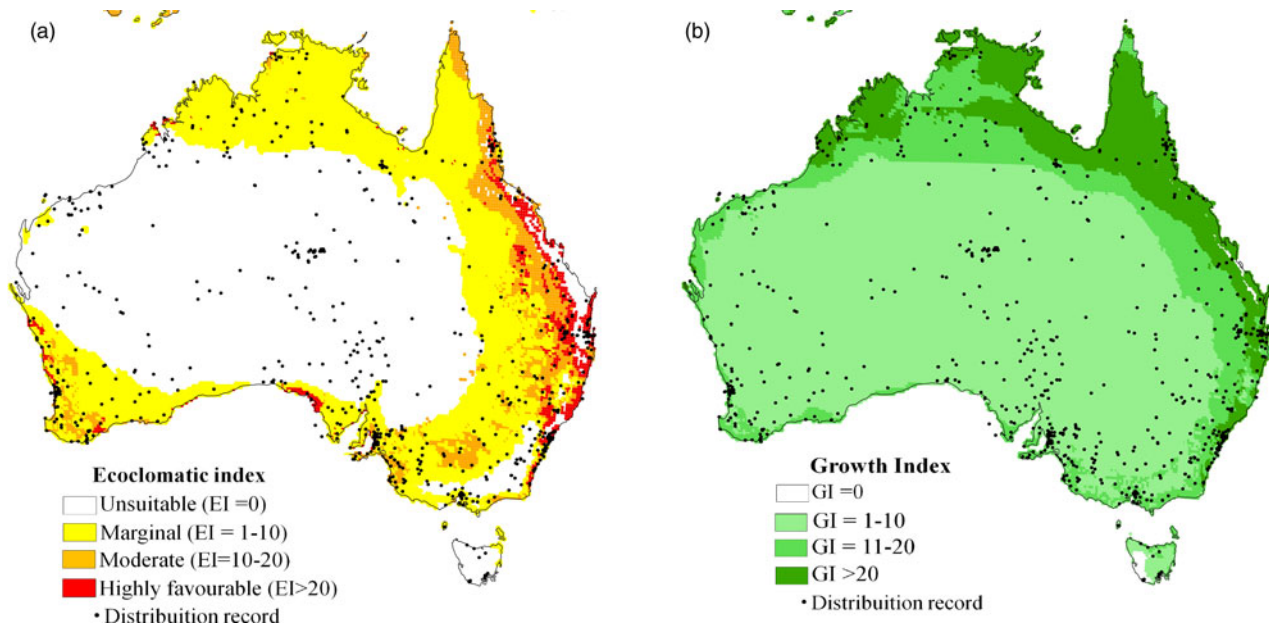 (a)
Ecoclomatic index
Unsuitable (EI =0)
Marginal (EI = 1-10)
Moderate (EI=10-20)
Highly favourable (EI>20)
• Distribuition record
(b)
Growth Index
GI =0
GI = 1-10
GI = 11-20
GI >20
• Distribuition record